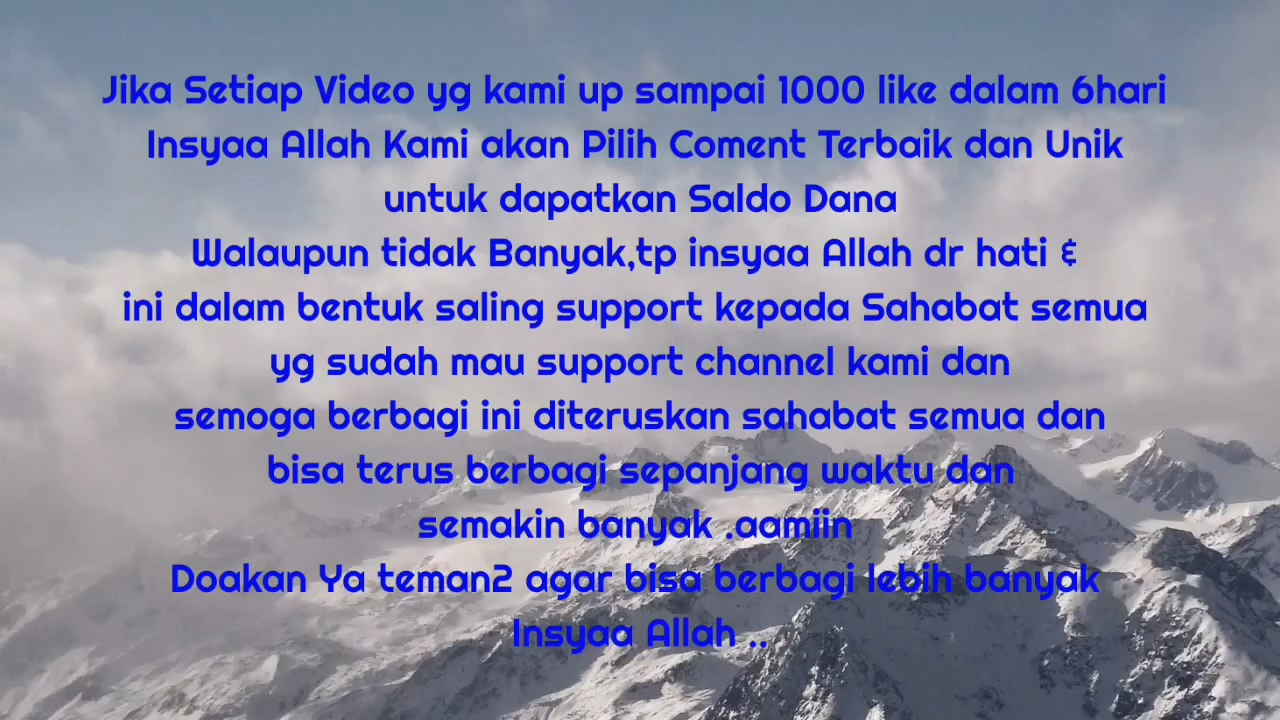 Jika Setiap Video yg kami up sampai 1000 like dalam 6hari
Insyaa Allah Kami akan Pilih Coment Terbaik dan Unik
untuk dapatkan Saldo Dana
Walaupun tidak Banyak,tp insyaa Allah dr hati &
ini dalam bentuk saling support kepada Sahabat semua
yg sudah mau support channel kami dan
semoga berbagi ini diteruskan sahabat semua dan
bisa terus berbagi sepanjang waktu dan
semakin banyak .aamiin
Doakan Ya teman2 agar bisa berbagi lebih banyak
Insyaa Allah ..